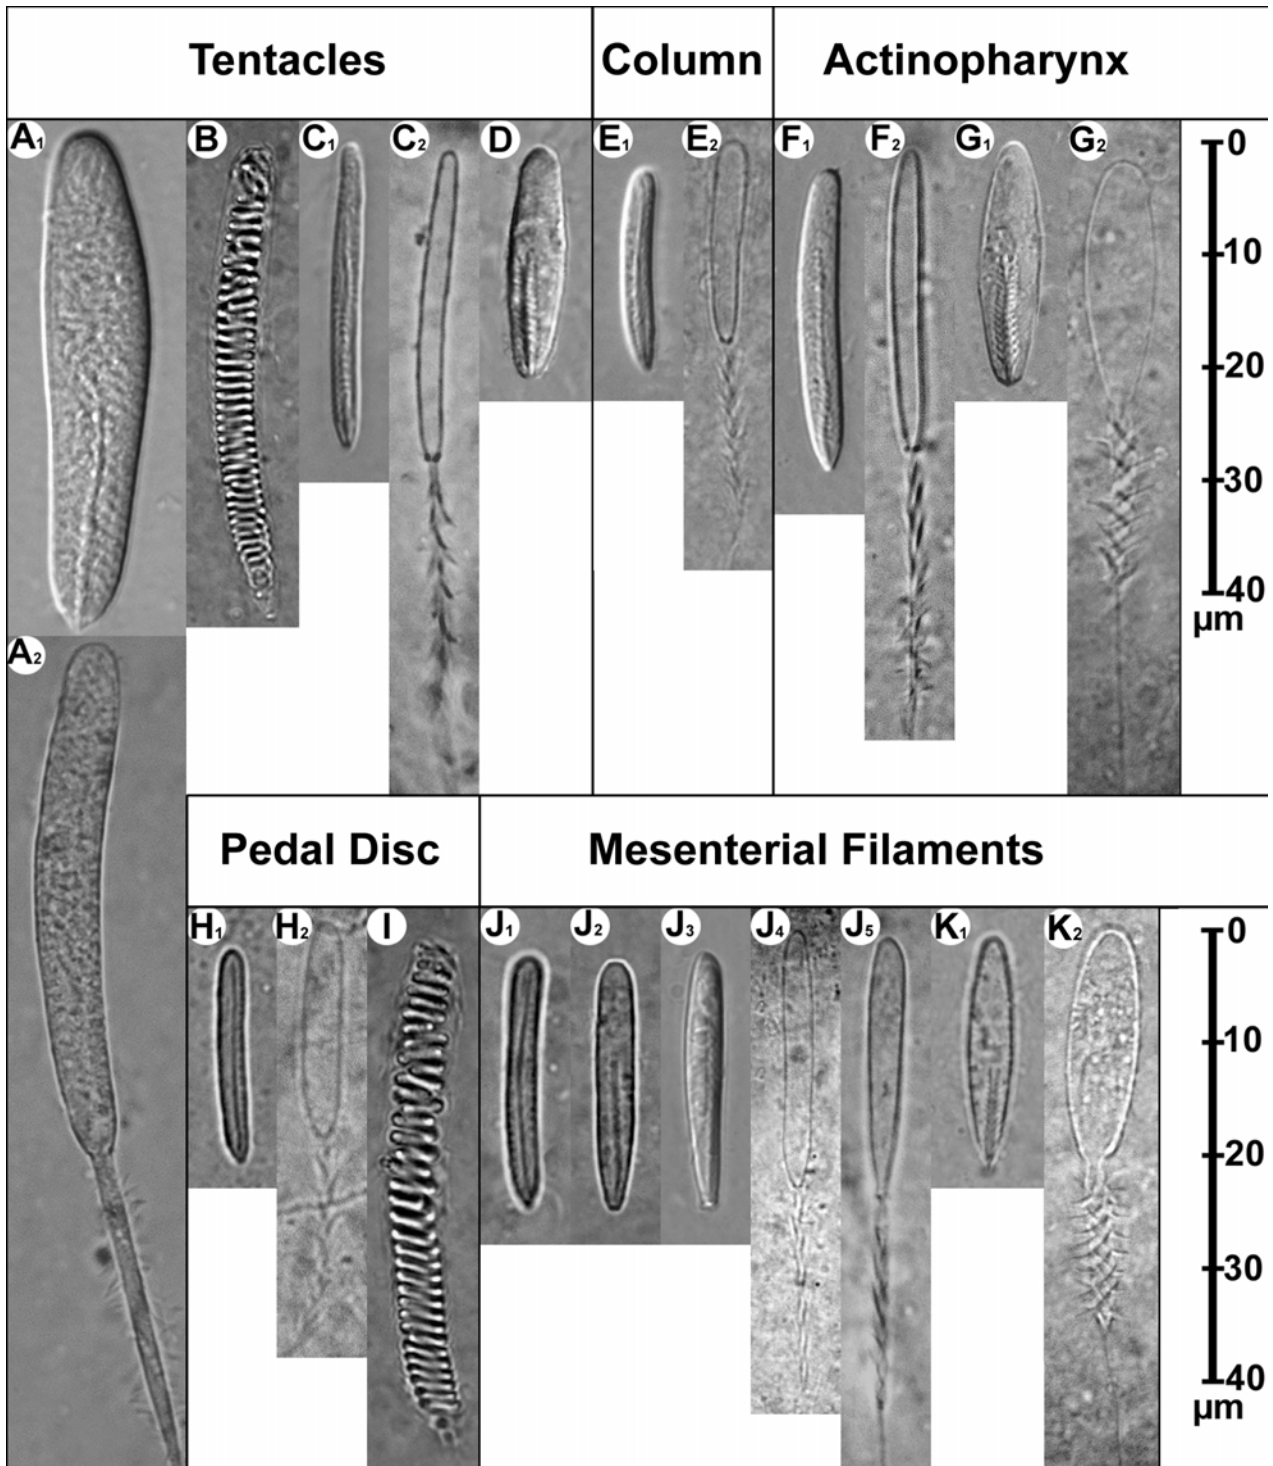 Tentacles Column Actinopharynx
A1 B C1 C2 D E1 E2 F1 F2 G1 G2 0
10
20
30
40
µm
A2
Pedal Disc Mesenterial Filaments
H1 H2 I J1 J2 J3 J4 J5 K1 K2 0
10
20
30
40
µm